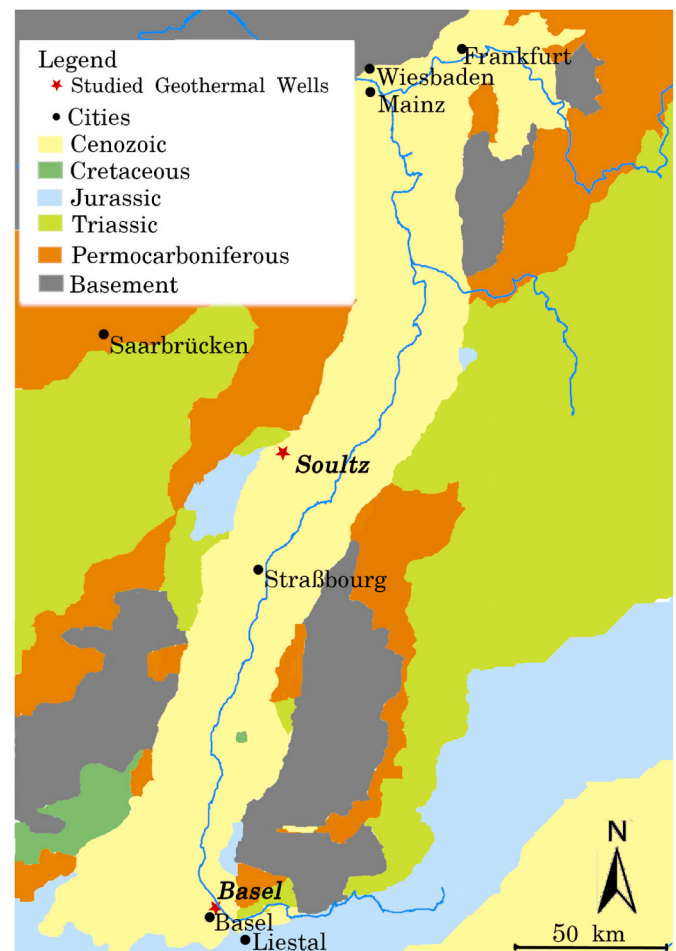 Legend
Studied Geothermal Wells
Cities
Cenozoic
Cretaceous
Jurassic
Triassic
Permocarboniferous
Basement
Frankfurt
Wiesbaden
Mainz
Saarbrücken
Soultz
Straßbourg
Basel
Basel
Liestal
N
50 km